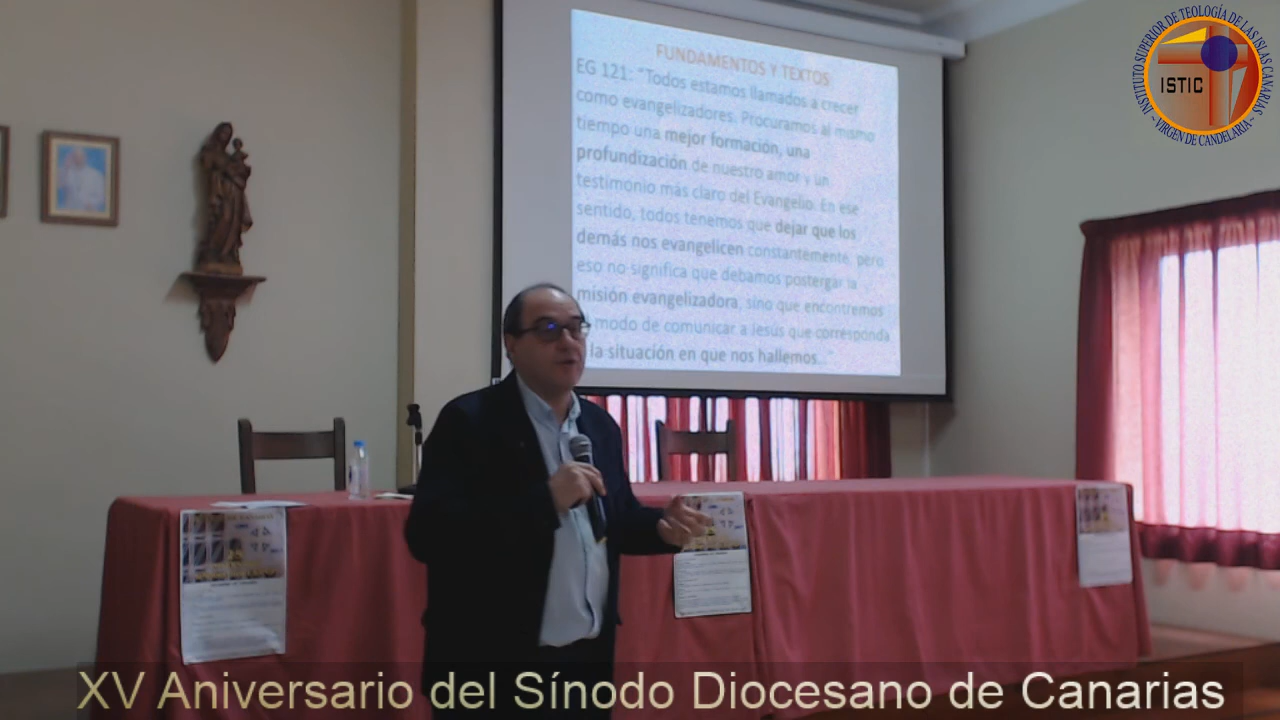 FUNDAMENTOS Y TEXTOS
EG 121: "Todos estamos llamados a crecer
como evangelizadores. Procuramos al mismo
tiempo una mejor formación, una
profundización de nuestro amor y un
testimonio más claro del Evangelio. En ese
sentido, todos tenemos que dejar que los
demás nos evangelicen constantemente, pero
eso no significa que debamos postergar la
misión evangelizadora, sino que encontremos
modo de comunicar a Jesús que corresponda
la situación en que nos hallemos..."
INSTITUTO SUPERIOR DE TEOLOGÍA DE LAS ISLAS CANARIAS
ISTIC
~ VIRGEN DE CANDELARIA ~
XV Aniversario del Sínodo Diocesano de Canarias